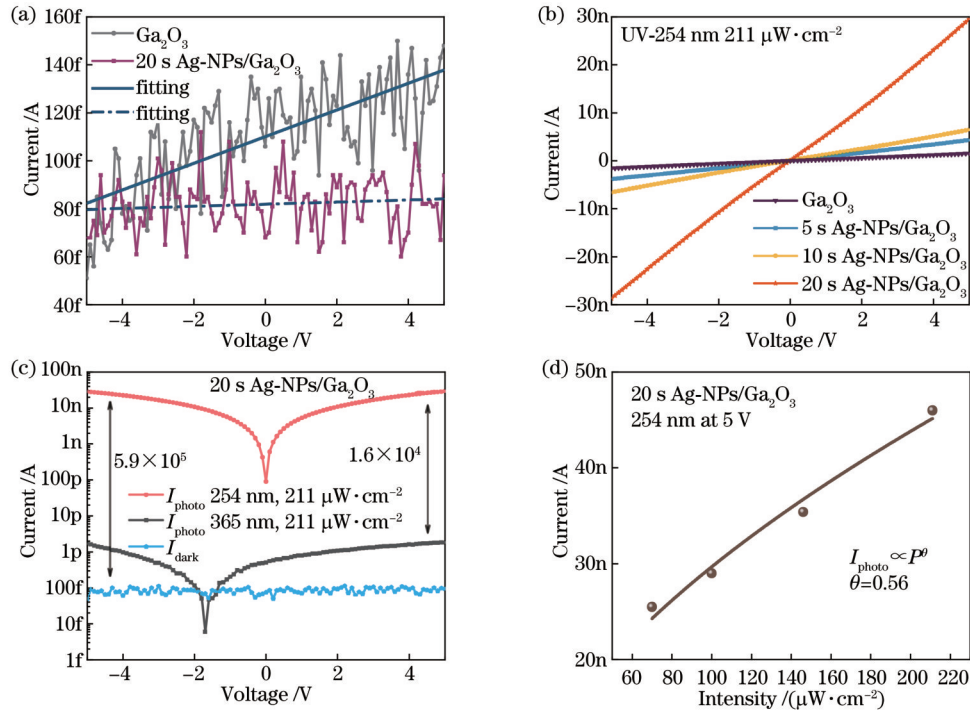 (a)
160f
140f
120f
100f
80f
60f
40f
Current /A
Ga₂O₃
20 s Ag-NPs/Ga₂O₃
fitting
fitting
−4 −2 0 2 4
Voltage /V
(b)
30n
20n
10n
0
-10n
-20n
-30n
Current /A
UV-254 nm 211 μW·cm⁻²
Ga₂O₃
5 s Ag-NPs/Ga₂O₃
10 s Ag-NPs/Ga₂O₃
20 s Ag-NPs/Ga₂O₃
−4 −2 0 2 4
Voltage /V
(c)
100n
10n
1n
100p
10p
1p
100f
10f
1f
Current /A
20 s Ag-NPs/Ga₂O₃
5.9×10⁵
1.6×10⁴
Iphoto 254 nm, 211 μW·cm⁻²
Iphoto 365 nm, 211 μW·cm⁻²
Idark
−4 −2 0 2 4
Voltage /V
(d)
50n
40n
30n
20n
Current /A
20 s Ag-NPs/Ga₂O₃
254 nm at 5 V
Iphoto∝P^θ
θ=0.56
60 80 100 120 140 160 180 200 220
Intensity /(μW·cm⁻²)